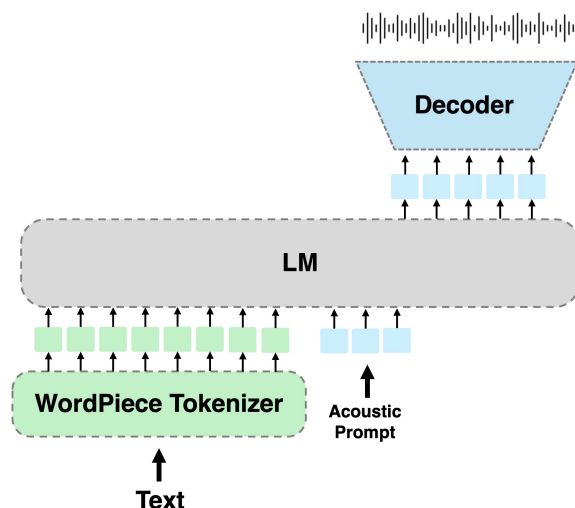 Decoder
LM
WordPiece Tokenizer
Acoustic
Prompt
Text